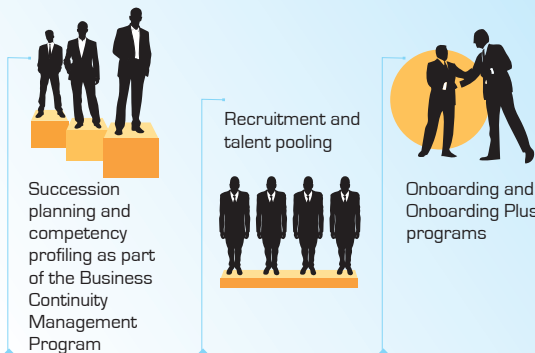 Succession
planning and
competency
profiling as part
of the Business
Continuity
Management
Program
Recruitment and
talent pooling
Onboarding and
Onboarding Plus
programs